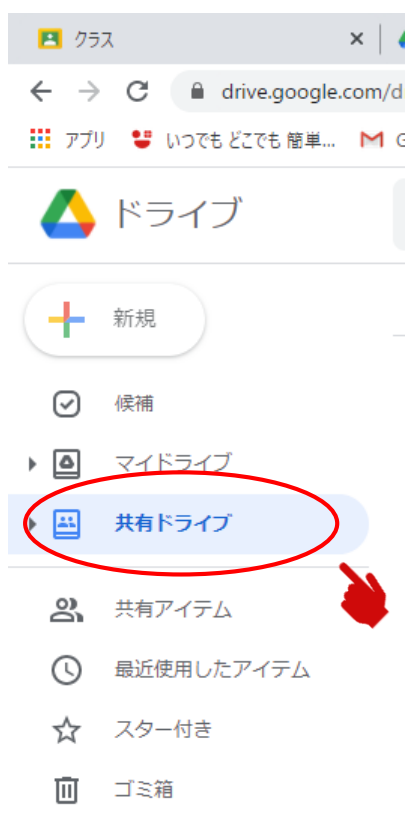 クラス
drive.google.com/d
アプリ いつでも どこでも 簡単... G
ドライブ
新規
候補
マイドライブ
共有ドライブ
共有アイテム
最近使用したアイテム
スター付き
ゴミ箱